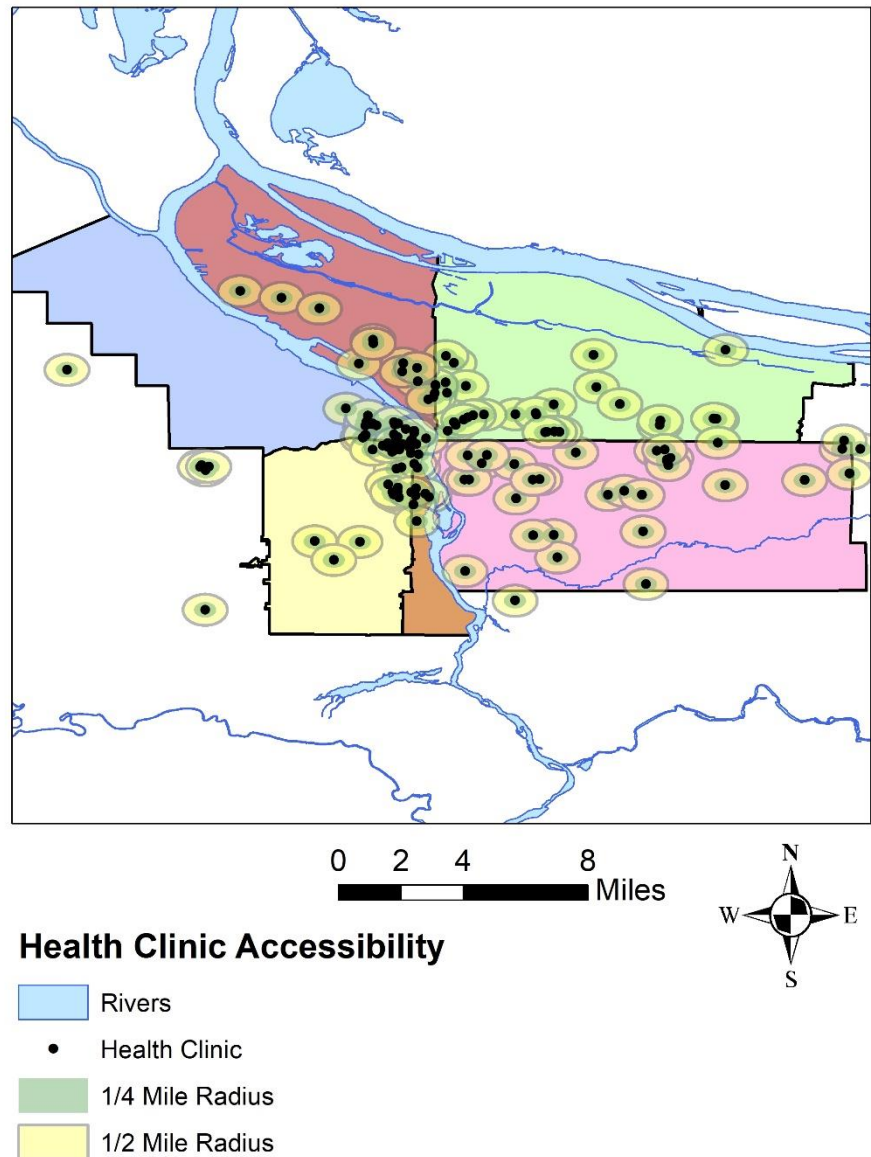 0 2 4 8
Miles
N
W E
S
Health Clinic Accessibility
Rivers
Health Clinic
1/4 Mile Radius
1/2 Mile Radius